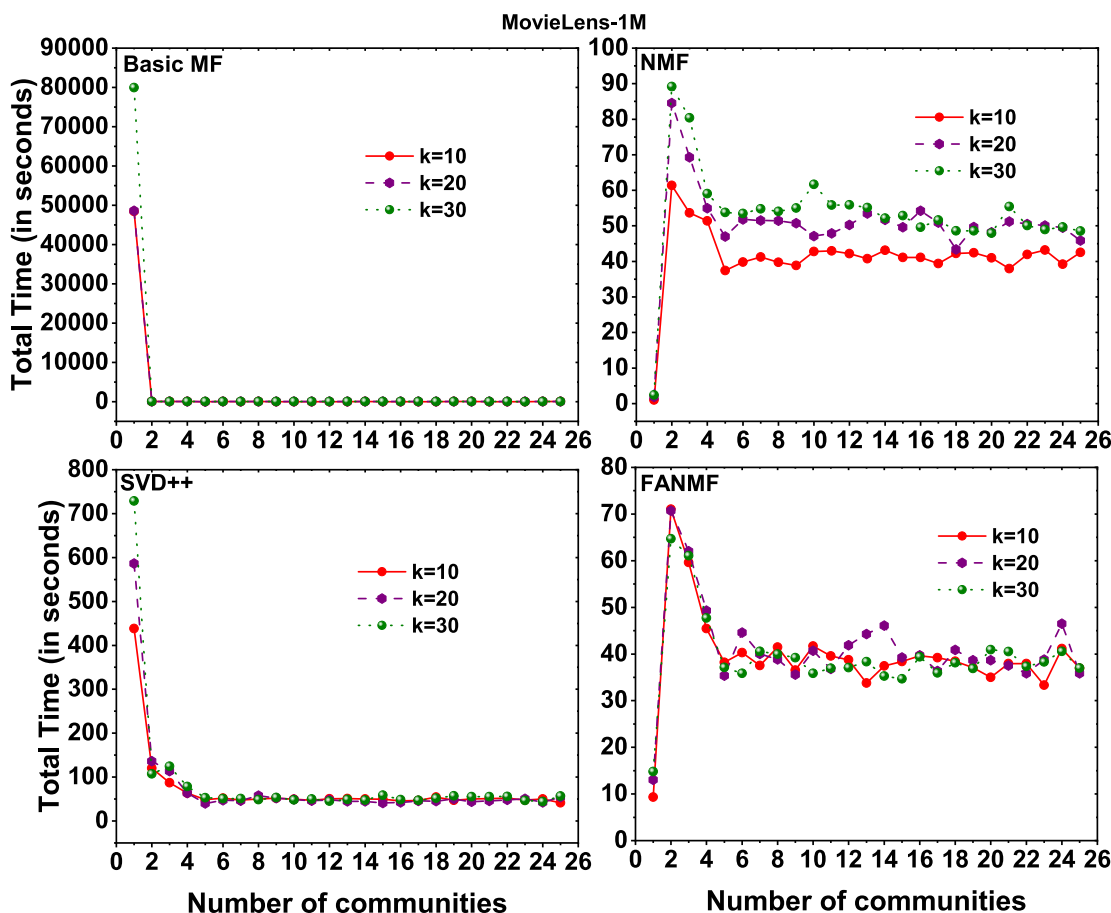 MovieLens-1M
Basic MF
Total Time (in seconds)
90000
80000
70000
60000
50000
40000
30000
20000
10000
0
k=10
k=20
k=30
0 2 4 6 8 10 12 14 16 18 20 22 24 26
NMF
100
90
80
70
60
50
40
30
20
10
0
k=10
k=20
k=30
0 2 4 6 8 10 12 14 16 18 20 22 24 26
SVD++
Total Time (in seconds)
800
700
600
500
400
300
200
100
0
k=10
k=20
k=30
0 2 4 6 8 10 12 14 16 18 20 22 24 26
Number of communities
FANMF
80
70
60
50
40
30
20
10
0
k=10
k=20
k=30
0 2 4 6 8 10 12 14 16 18 20 22 24 26
Number of communities